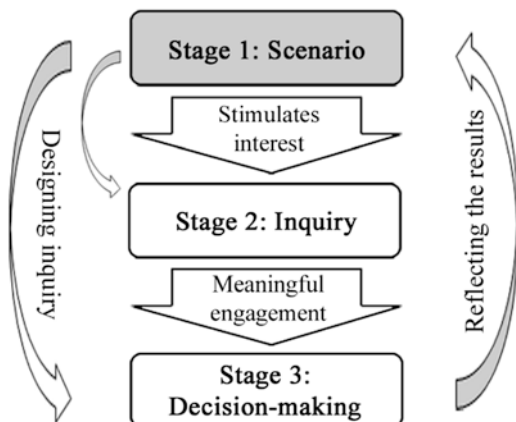 Stage 1: Scenario
Stimulates
interest
Designing inquiry
Stage 2: Inquiry
Reflecting the results
Meaningful
engagement
Stage 3:
Decision-making